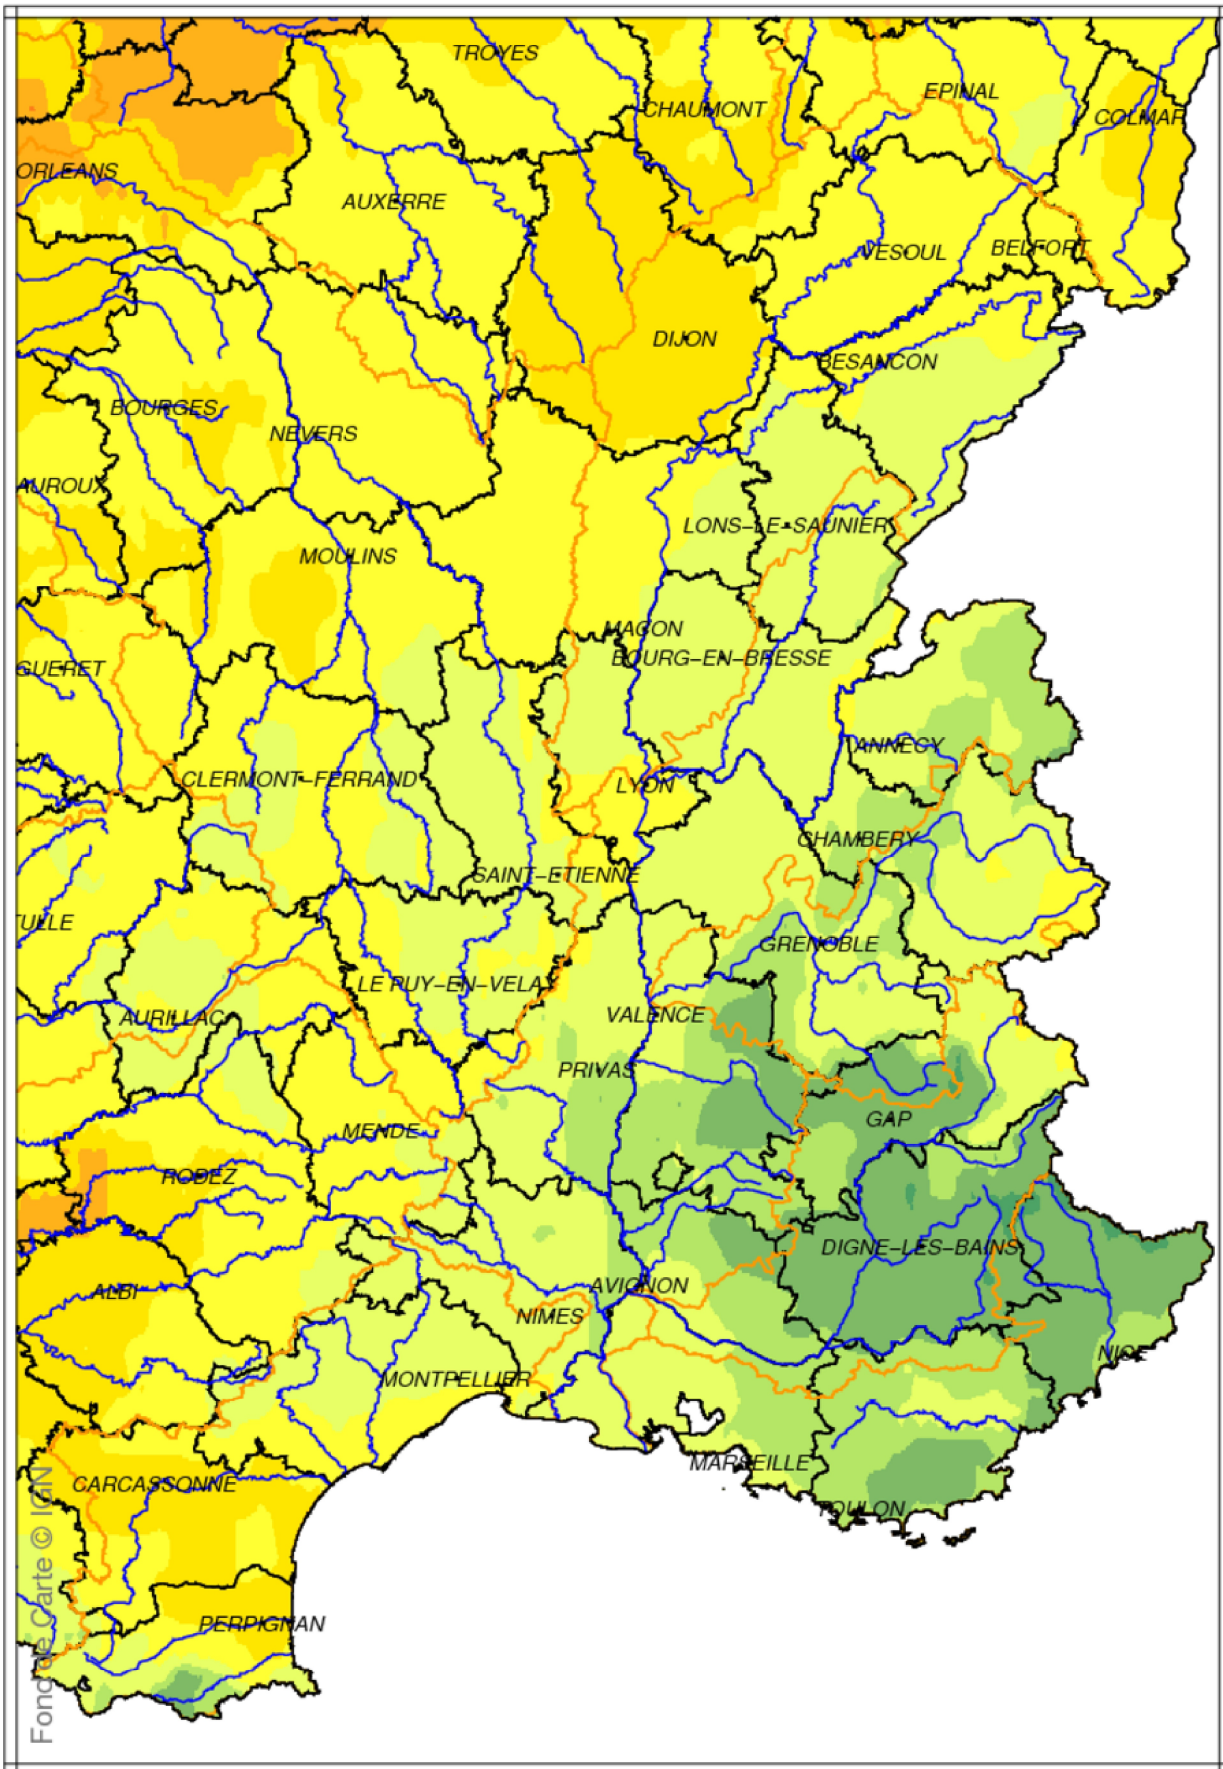 TROYES
CHAUMONT
EPINAL
COLMAR
ORLEANS
AUXERRE
VESOUL
BELFORT
DIJON
BESANCON
BOURGES
NEVERS
AUROUX
LONS-LE-SAUNIER
MOULINS
MACON
BOURG-EN-BRESSE
GUERET
ANNECY
CLERMONT-FERRAND
LYON
CHAMBERY
SAINT-ETIENNE
TULLE
GRENOBLE
LE PUY-EN-VELAY
AURILLAC
VALENCE
PRIVAS
GAP
MENDE
RODEZ
DIGNE-LES-BAINS
AVIGNON
ALBI
NIMES
NICE
MONTPELLIER
MARSEILLE
CARCASSONNE
TOULON
PERPIGNAN
Fond de Carte © IGN